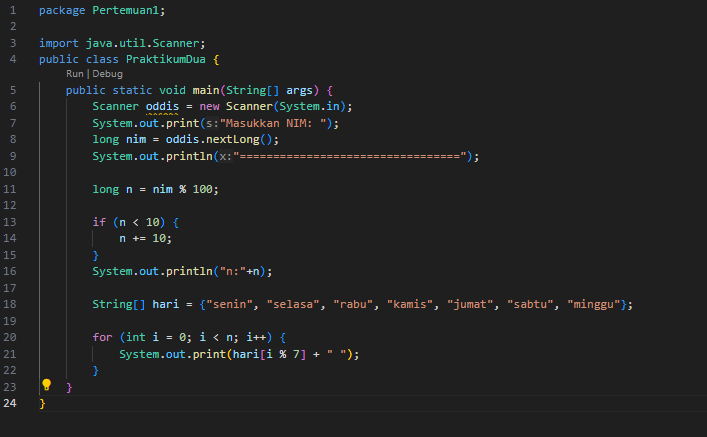 1 package Pertemuan1;
2
3 import java.util.Scanner;
4 public class PraktikumDua {
Run | Debug
5 public static void main(String[] args) {
6 Scanner oddis = new Scanner(System.in);
7 System.out.print(s:"Masukkan NIM: ");
8 long nim = oddis.nextLong();
9 System.out.println(x:"=================================");
10
11 long n = nim % 100;
12
13 if (n < 10) {
14 n += 10;
15 }
16 System.out.println("n:"+n);
17
18 String[] hari = {"senin", "selasa", "rabu", "kamis", "jumat", "sabtu", "minggu"};
19
20 for (int i = 0; i < n; i++) {
21 System.out.print(hari[i % 7] + " ");
22 }
23 }
24 }